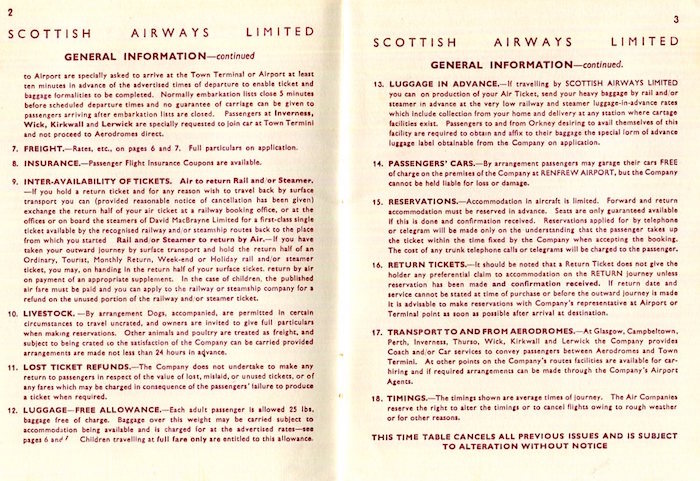 2
SCOTTISH AIRWAYS LIMITED
GENERAL INFORMATION—continued
to Airport are specially asked to arrive at the Town Terminal or Airport at least
ten minutes in advance of the advertised times of departure to enable ticket and
baggage formalities to be completed. Normally embarkation lists close 5 minutes
before scheduled departure times and no guarantee of carriage can be given to
passengers arriving after embarkation lists are closed. Passengers at Inverness,
Wick, Kirkwall and Lerwick are specially requested to join car at Town Termini
and not proceed to Aerodromes direct.
7. FREIGHT.—Rates, etc., on pages 6 and 7. Full particulars on application.
8. INSURANCE.—Passenger Flight Insurance Coupons are available.
9. INTER-AVAILABILITY OF TICKETS. Air to return Rail and/or Steamer.
—If you hold a return ticket and for any reason wish to travel back by surface
transport you can (provided reasonable notice of cancellation has been given)
exchange the return half of your air ticket at a railway booking office, or at the
offices or on board the steamers of David MacBrayne Limited for a first-class single
ticket available by the recognised railway and/or steamship routes back to the place
from which you started Rail and/or Steamer to return by Air.—If you have
taken your outward journey by surface transport and hold the return half of an
Ordinary, Tourist, Monthly Return, Week-end or Holiday rail and/or steamer
ticket, you may, on handing in the return half of your surface ticket. return by air
on payment of an appropriate supplement. In the case of children, the published
air fare must be paid and you can apply to the railway or steamship company for a
refund on the unused portion of the railway and/or steamer ticket.
10. LIVESTOCK.—By arrangement Dogs, accompanied, are permitted in certain
circumstances to travel uncrated, and owners are invited to give full particulars
when making reservations. Other animals and poultry are treated as freight, and
subject to being crated to the satisfaction of the Company can be carried provided
arrangements are made not less than 24 hours in advance.
11. LOST TICKET REFUNDS.—The Company does not undertake to make any
return to passengers in respect of the value of lost, mislaid, or unused tickets, or of
any fares which may be charged in consequence of the passengers' failure to produce
a ticket when required.
12. LUGGAGE—FREE ALLOWANCE.—Each adult passenger is allowed 25 lbs.
baggage free of charge. Baggage over this weight may be carried subject to
accommodation being available and is charged for at the advertised rates—see
pages 6 and 7 Children travelling at full fare only are entitled to this allowance.
3
SCOTTISH AIRWAYS LIMITED
GENERAL INFORMATION—continued.
13. LUGGAGE IN ADVANCE.—If travelling by SCOTTISH AIRWAYS LIMITED
you can on production of your Air Ticket, send your heavy baggage by rail and/or
steamer in advance at the very low railway and steamer luggage-in-advance rates
which include collection from your home and delivery at any station where cartage
facilities exist. Passengers to and from Orkney desiring to avail themselves of this
facility are required to obtain and affix to their baggage the special form of advance
luggage label obtainable from the Company on application.
14. PASSENGERS' CARS.—By arrangement passengers may garage their cars FREE
of charge on the premises of the Company at RENFREW AIRPORT, but the Company
cannot be held liable for loss or damage.
15. RESERVATIONS.—Accommodation in aircraft is limited. Forward and return
accommodation must be reserved in advance. Seats are only guaranteed available
if this is done and confirmation received. Reservations applied for by telephone
or telegram will be made only on the understanding that the passenger takes up
the ticket within the time fixed by the Company when accepting the booking.
The cost of any trunk telephone calls or telegrams will be charged to the passenger.
16. RETURN TICKETS.—It should be noted that a Return Ticket does not give the
holder any preferential claim to accommodation on the RETURN journey unless
reservation has been made and confirmation received. If return date and
service cannot be stated at time of purchase or before the outward journey is made
it is advisable to make reservations with Company's representative at Airport or
Terminal point as soon as possible after arrival at destination.
17. TRANSPORT TO AND FROM AERODROMES.—At Glasgow, Campbeltown,
Perth, Inverness, Thurso, Wick, Kirkwall and Lerwick the Company provides
Coach and/or Car services to convey passengers between Aerodromes and Town
Termini. At other points on the Company's routes facilities are available for car-
hiring and if required arrangements can be made through the Company's Airport
Agents.
18. TIMINGS.—The timings shown are average times of journey. The Air Companies
reserve the right to alter the timings or to cancel flights owing to rough weather
or for other reasons.
THIS TIME TABLE CANCELS ALL PREVIOUS ISSUES AND IS SUBJECT
TO ALTERATION WITHOUT NOTICE